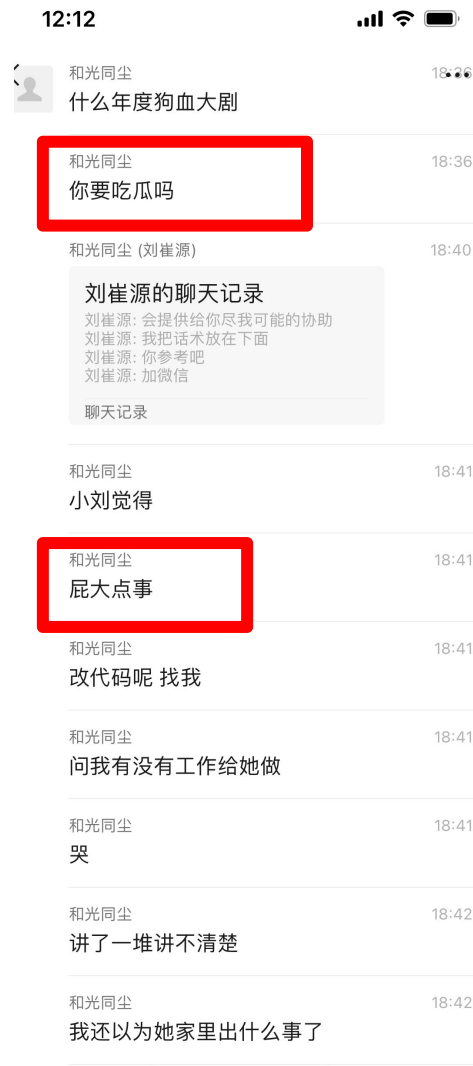 12:12
和光同尘
18:36
什么年度狗血大剧
和光同尘
18:36
你要吃瓜吗
和光同尘 (刘崔源)
18:40
刘崔源的聊天记录
刘崔源: 会提供给你尽我可能的协助
刘崔源: 我把话术放在下面
刘崔源: 你参考吧
刘崔源: 加微信
聊天记录
和光同尘
18:41
小刘觉得
和光同尘
18:41
屁大点事
和光同尘
18:41
改代码呢 找我
和光同尘
18:41
问我有没有工作给她做
和光同尘
18:41
哭
和光同尘
18:42
讲了一堆讲不清楚
和光同尘
18:42
我还以为她家里出什么事了